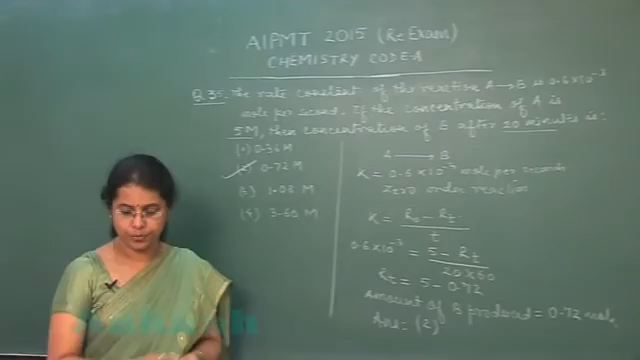 AIPMT 2015 (Re Exam)
CHEMISTRY CODE-A
Q.35. The rate constant of the reaction A → B is 0.6×10⁻³
mole per second. If the concentration of A is
5M, then concentration of B after 20 minutes is:
(1) 0.36 M
(2) 0.72 M
(3) 1.08 M
(4) 3.60 M
A → B
K = 0.6 × 10⁻³ mole per second
Zero order reaction
K = R₀ − Rt / t
0.6×10⁻³ = 5 − Rt / 20×60
Rt = 5 − 0.72
Amount of B produced = 0.72 mole
Ans = (2)